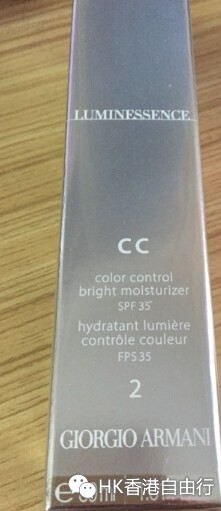 LUMINESSENCE
CC
color control
bright moisturizer
SPF 35
hydratant lumière
contrôle couleur
FPS 35
2
GIORGIO ARMANI
HK香港自由行